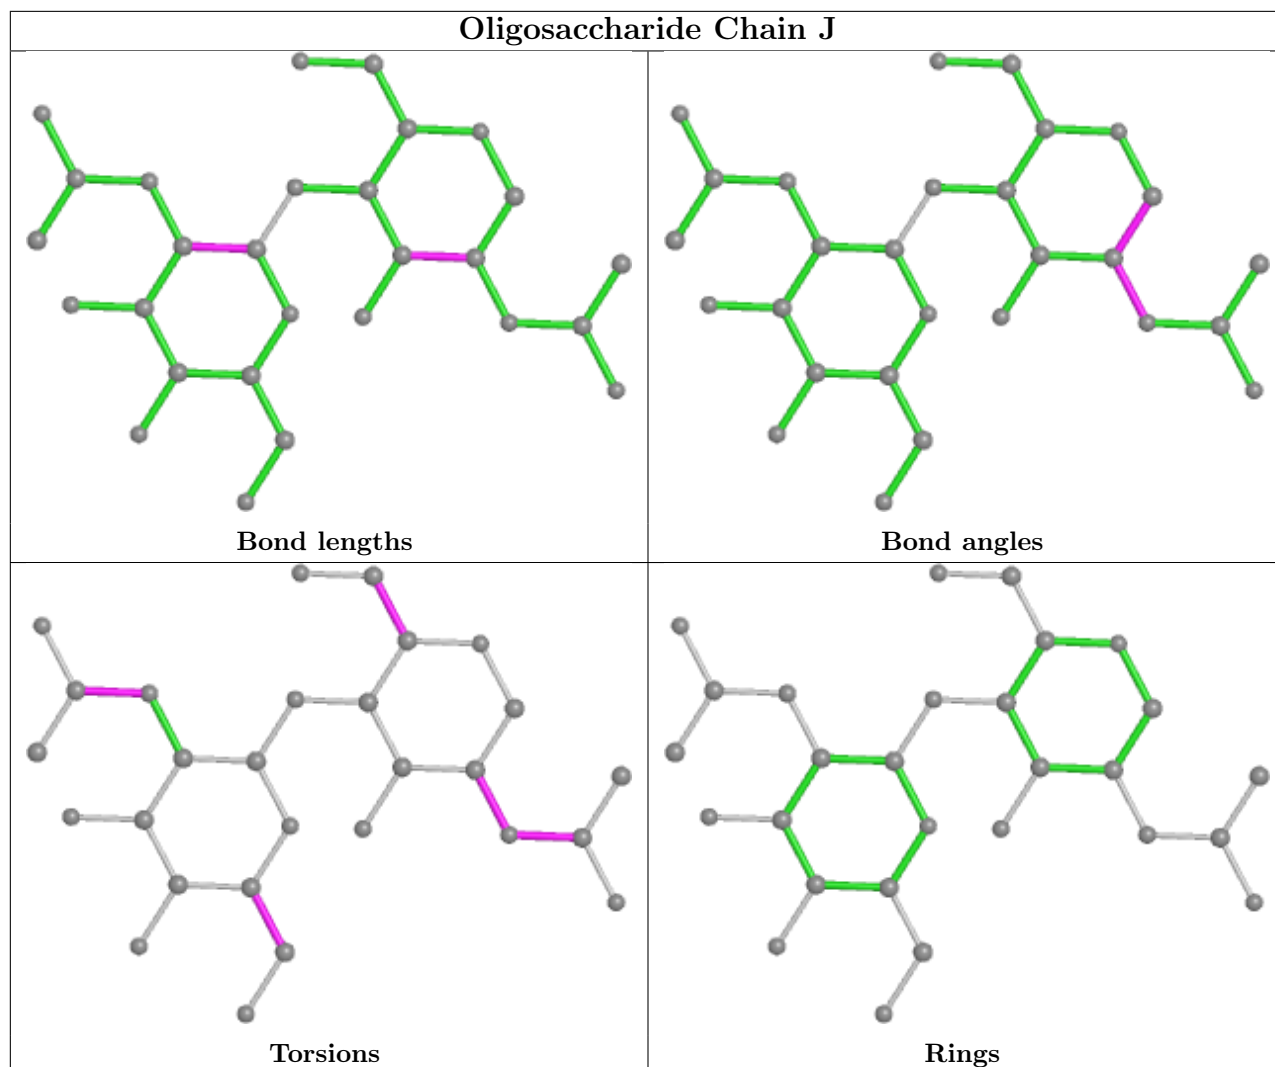 Oligosaccharide Chain J
Bond lengths
Bond angles
Torsions
Rings